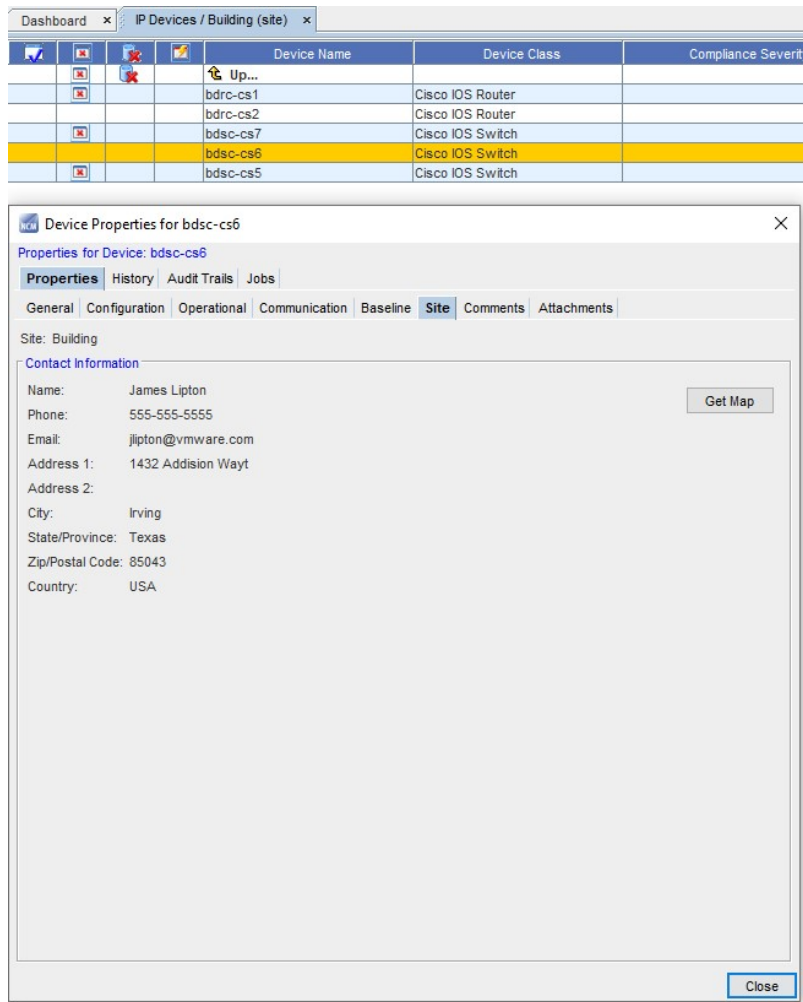 Dashboard × IP Devices / Building (site) ×
Device Name Device Class Compliance Severit
Up...
bdrc-cs1 Cisco IOS Router
bdrc-cs2 Cisco IOS Router
bdsc-cs7 Cisco IOS Switch
bdsc-cs6 Cisco IOS Switch
bdsc-cs5 Cisco IOS Switch
NCM Device Properties for bdsc-cs6
Properties for Device: bdsc-cs6
Properties History Audit Trails Jobs
General Configuration Operational Communication Baseline Site Comments Attachments
Site: Building
Contact Information
Name: James Lipton
Get Map
Phone: 555-555-5555
Email: jlipton@vmware.com
Address 1: 1432 Addision Wayt
Address 2:
City: Irving
State/Province: Texas
Zip/Postal Code: 85043
Country: USA
Close